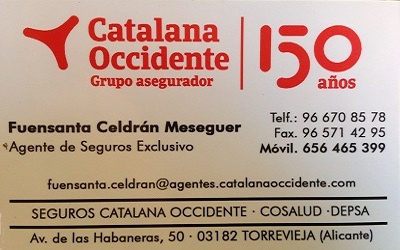 Catalana
Occidente
Grupo asegurador
150
años
Telf.: 96 670 85 78
Fax. 96 571 42 95
Móvil. 656 465 399
Fuensanta Celdrán Meseguer
Agente de Seguros Exclusivo
fuensanta.celdran@agentes.catalanaoccidente.com
SEGUROS CATALANA OCCIDENTE · COSALUD ·DEPSA
Av. de las Habaneras, 50 · 03182 TORREVIEJA (Alicante)